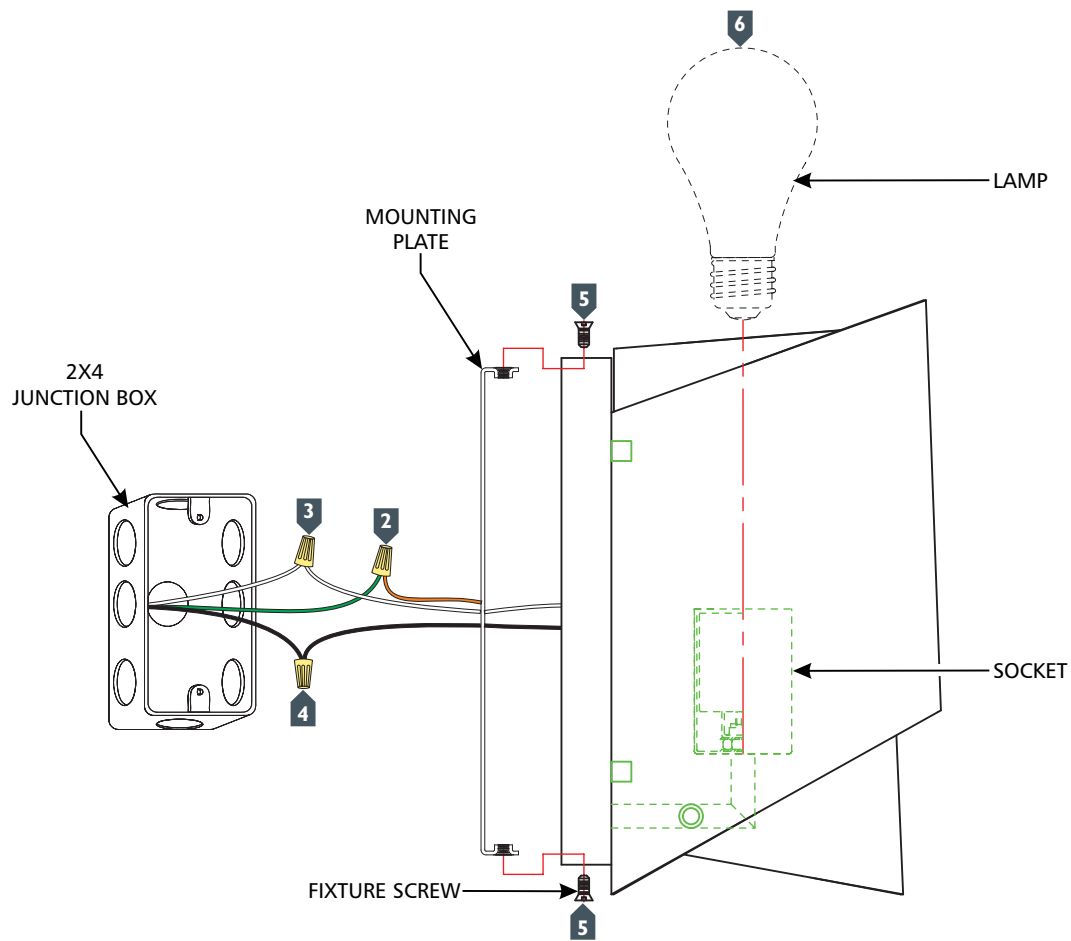 6
LAMP
MOUNTING
PLATE
5
2X4
JUNCTION BOX
3
2
SOCKET
4
FIXTURE SCREW
5